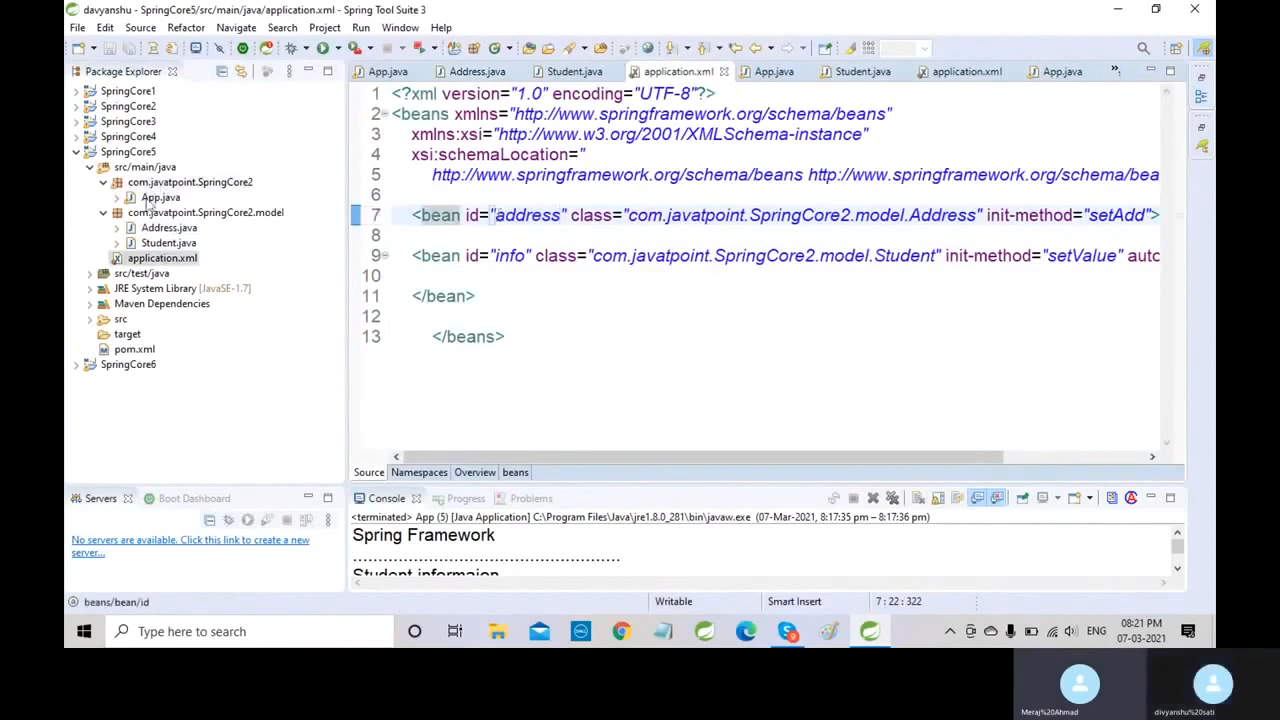 davyanshu - SpringCore5/src/main/java/application.xml - Spring Tool Suite 3
File Edit Source Refactor Navigate Search Project Run Window Help
Package Explorer
App.java Address.java Student.java application.xml App.java Student.java application.xml App.java
SpringCore1
SpringCore2
SpringCore3
SpringCore4
SpringCore5
src/main/java
com.javatpoint.SpringCore2
App.java
com.javatpoint.SpringCore2.model
Address.java
Student.java
application.xml
src/test/java
JRE System Library [JavaSE-1.7]
Maven Dependencies
src
target
pom.xml
SpringCore6
1 <?xml version="1.0" encoding="UTF-8"?>
2 <beans xmlns="http://www.springframework.org/schema/beans"
3 xmlns:xsi="http://www.w3.org/2001/XMLSchema-instance"
4 xsi:schemaLocation="
5 http://www.springframework.org/schema/beans http://www.springframework.org/schema/bea
6
7 <bean id="address" class="com.javatpoint.SpringCore2.model.Address" init-method="setAdd">
8
9 <bean id="info" class="com.javatpoint.SpringCore2.model.Student" init-method="setValue" autc
10
11 </bean>
12
13 </beans>
Source Namespaces Overview beans
Servers Boot Dashboard
No servers are available. Click this link to create a new
server...
Console Progress Problems
<terminated> App (5) [Java Application] C:\Program Files\Java\jre1.8.0_281\bin\javaw.exe (07-Mar-2021, 8:17:35 pm – 8:17:36 pm)
Spring Framework
.....................................................
Student informaion
beans/bean/id Writable Smart Insert 7 : 22 : 322
Type here to search
ENG
08:21 PM
07-03-2021
Meraj%20Ahmad divyanshu%20sati